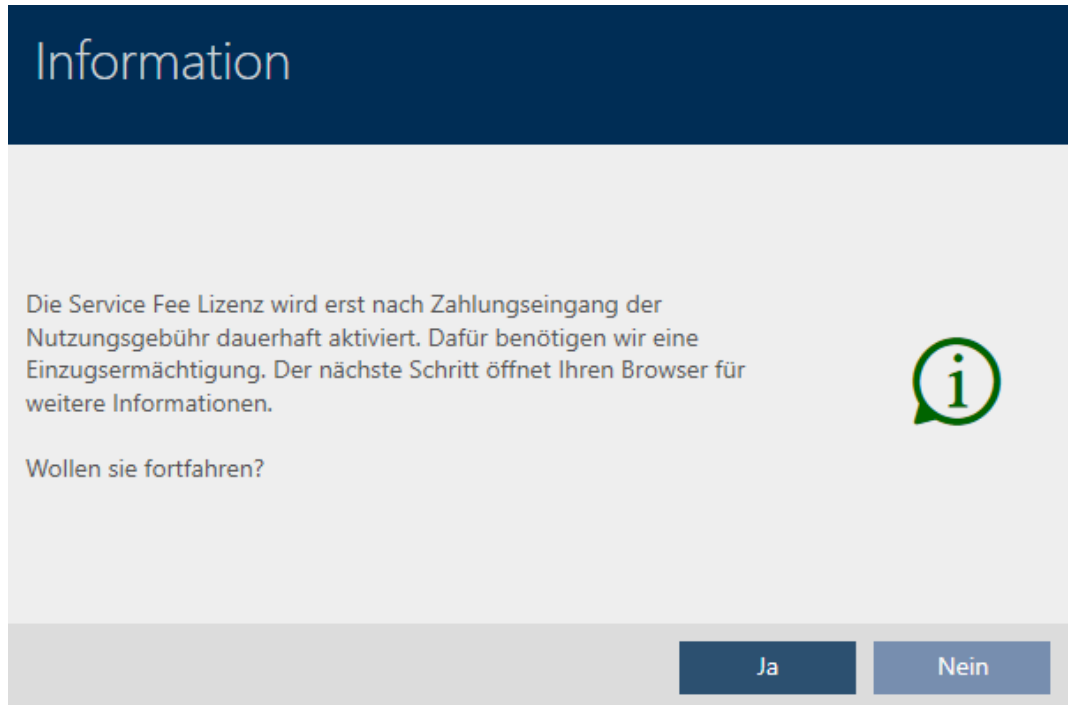 Information
Die Service Fee Lizenz wird erst nach Zahlungseingang der
Nutzungsgebühr dauerhaft aktiviert. Dafür benötigen wir eine
Einzugsermächtigung. Der nächste Schritt öffnet Ihren Browser für
weitere Informationen.
Wollen sie fortfahren?
i
Ja
Nein